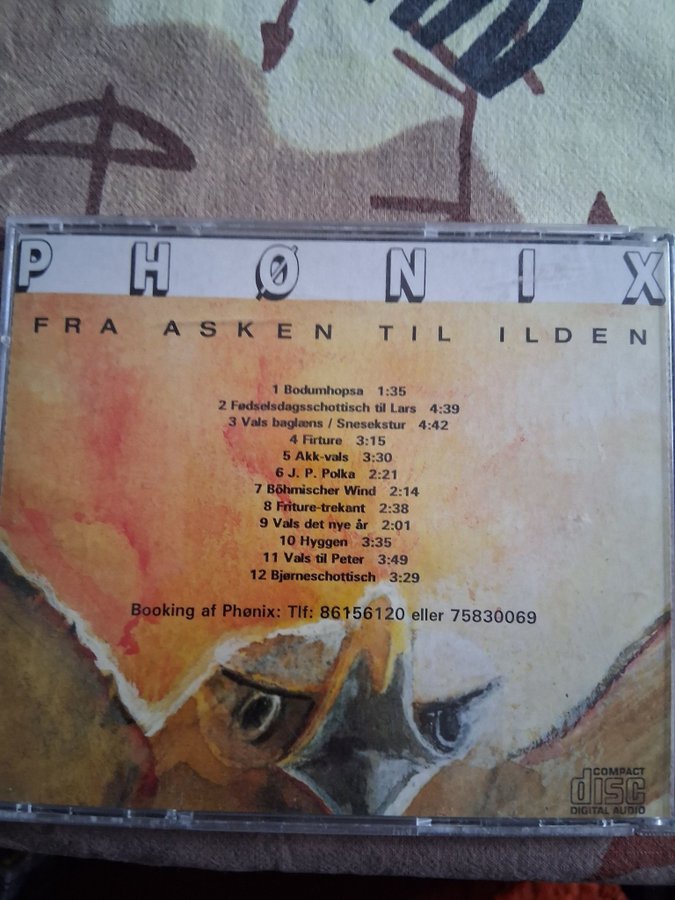 PHØNIX
FRA ASKEN TIL ILDEN
1 Bodumhopsa 1:35
2 Fødselsdagsschottisch til Lars 4:39
3 Vals baglæns / Snesekstur 4:42
4 Firture 3:15
5 Akk-vals 3:30
6 J. P. Polka 2:21
7 Böhmischer Wind 2:14
8 Friture-trekant 2:38
9 Vals det nye år 2:01
10 Hyggen 3:35
11 Vals til Peter 3:49
12 Bjørneschottisch 3:29
Booking af Phønix: Tlf: 86156120 eller 75830069
COMPACT
disc
DIGITAL AUDIO